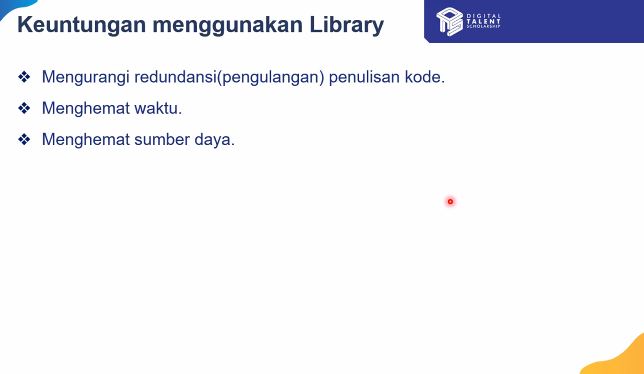 Keuntungan menggunakan Library
DIGITAL
TALENT
SCHOLARSHIP
❖ Mengurangi redundansi(pengulangan) penulisan kode.
❖ Menghemat waktu.
❖ Menghemat sumber daya.